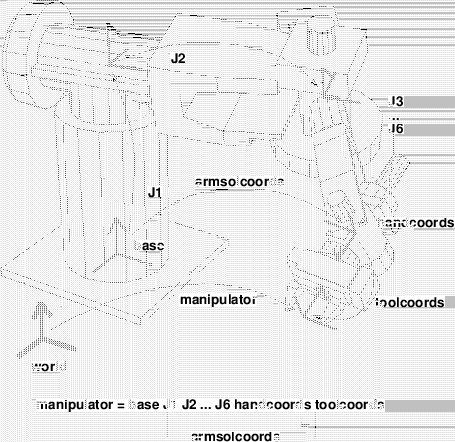 J2
J3
...
J6
armsolcoords
J1
handcoords
base
manipulator
toolcoords
world
manipulator = base J1 J2 ... J6 handcoords toolcoords
armsolcoords